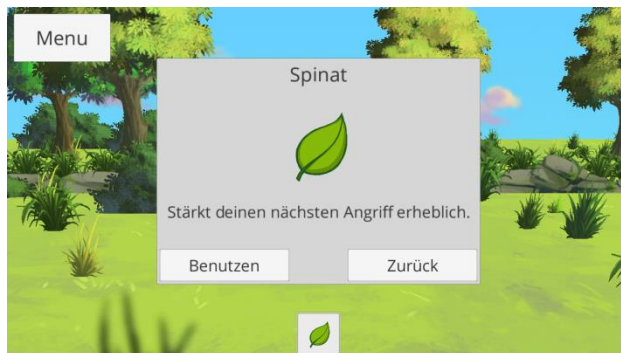 Menu
Spinat
Stärkt deinen nächsten Angriff erheblich.
Benutzen
Zurück